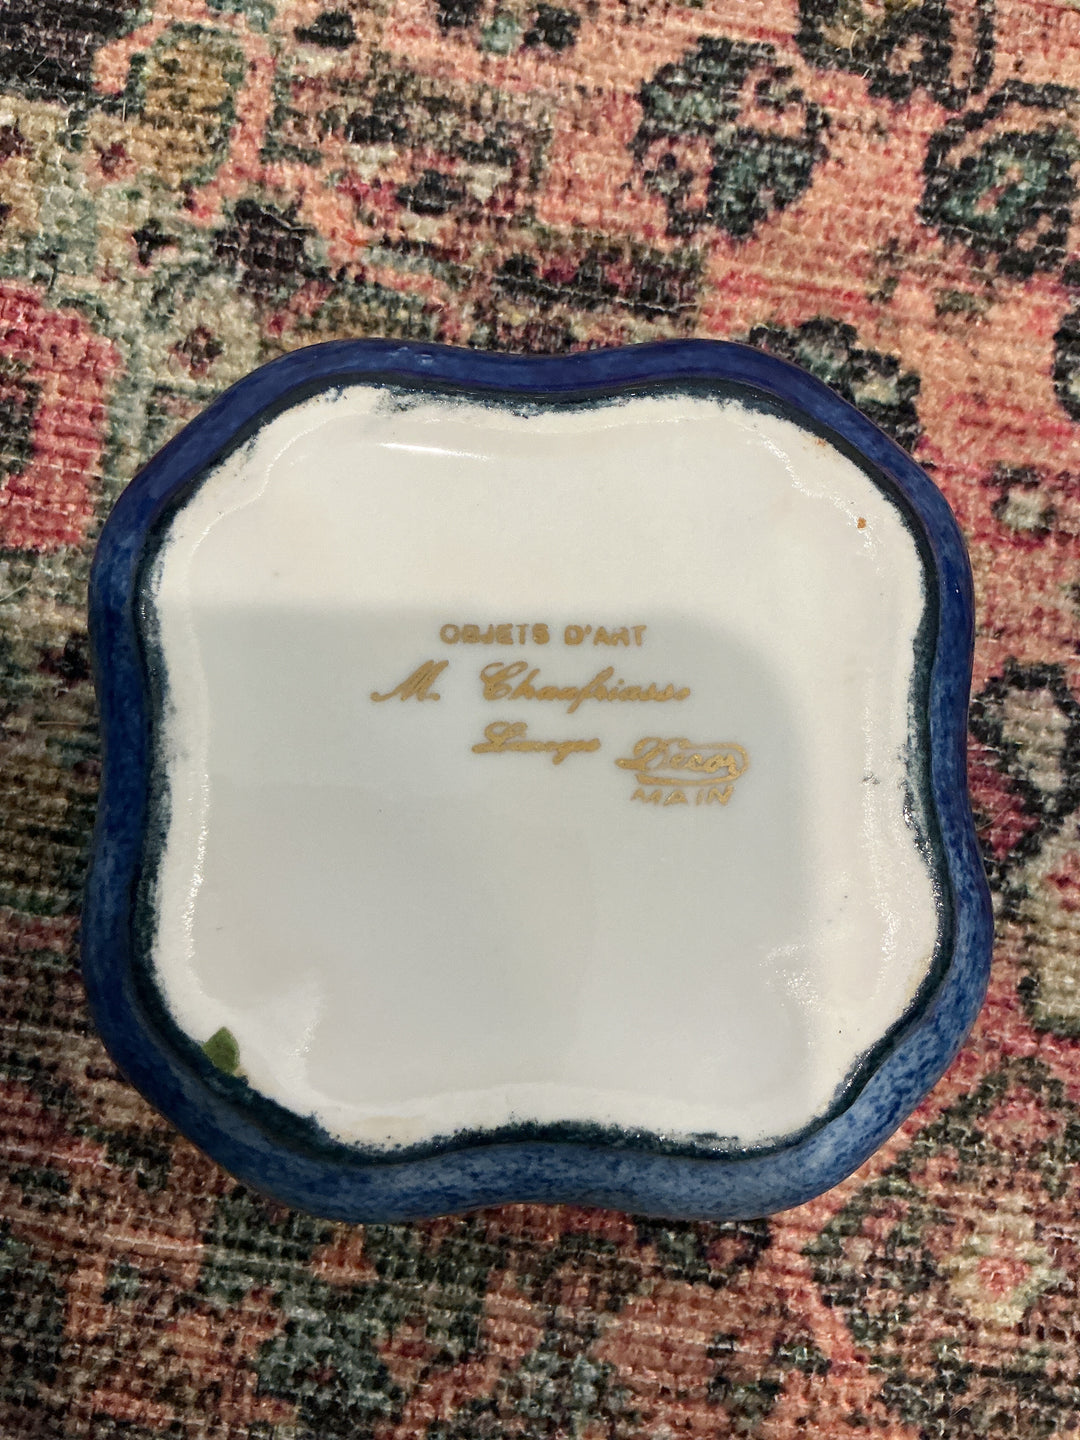 OBJETS D'ART
M. Chaufriasse
Limoges
Décor
MAIN